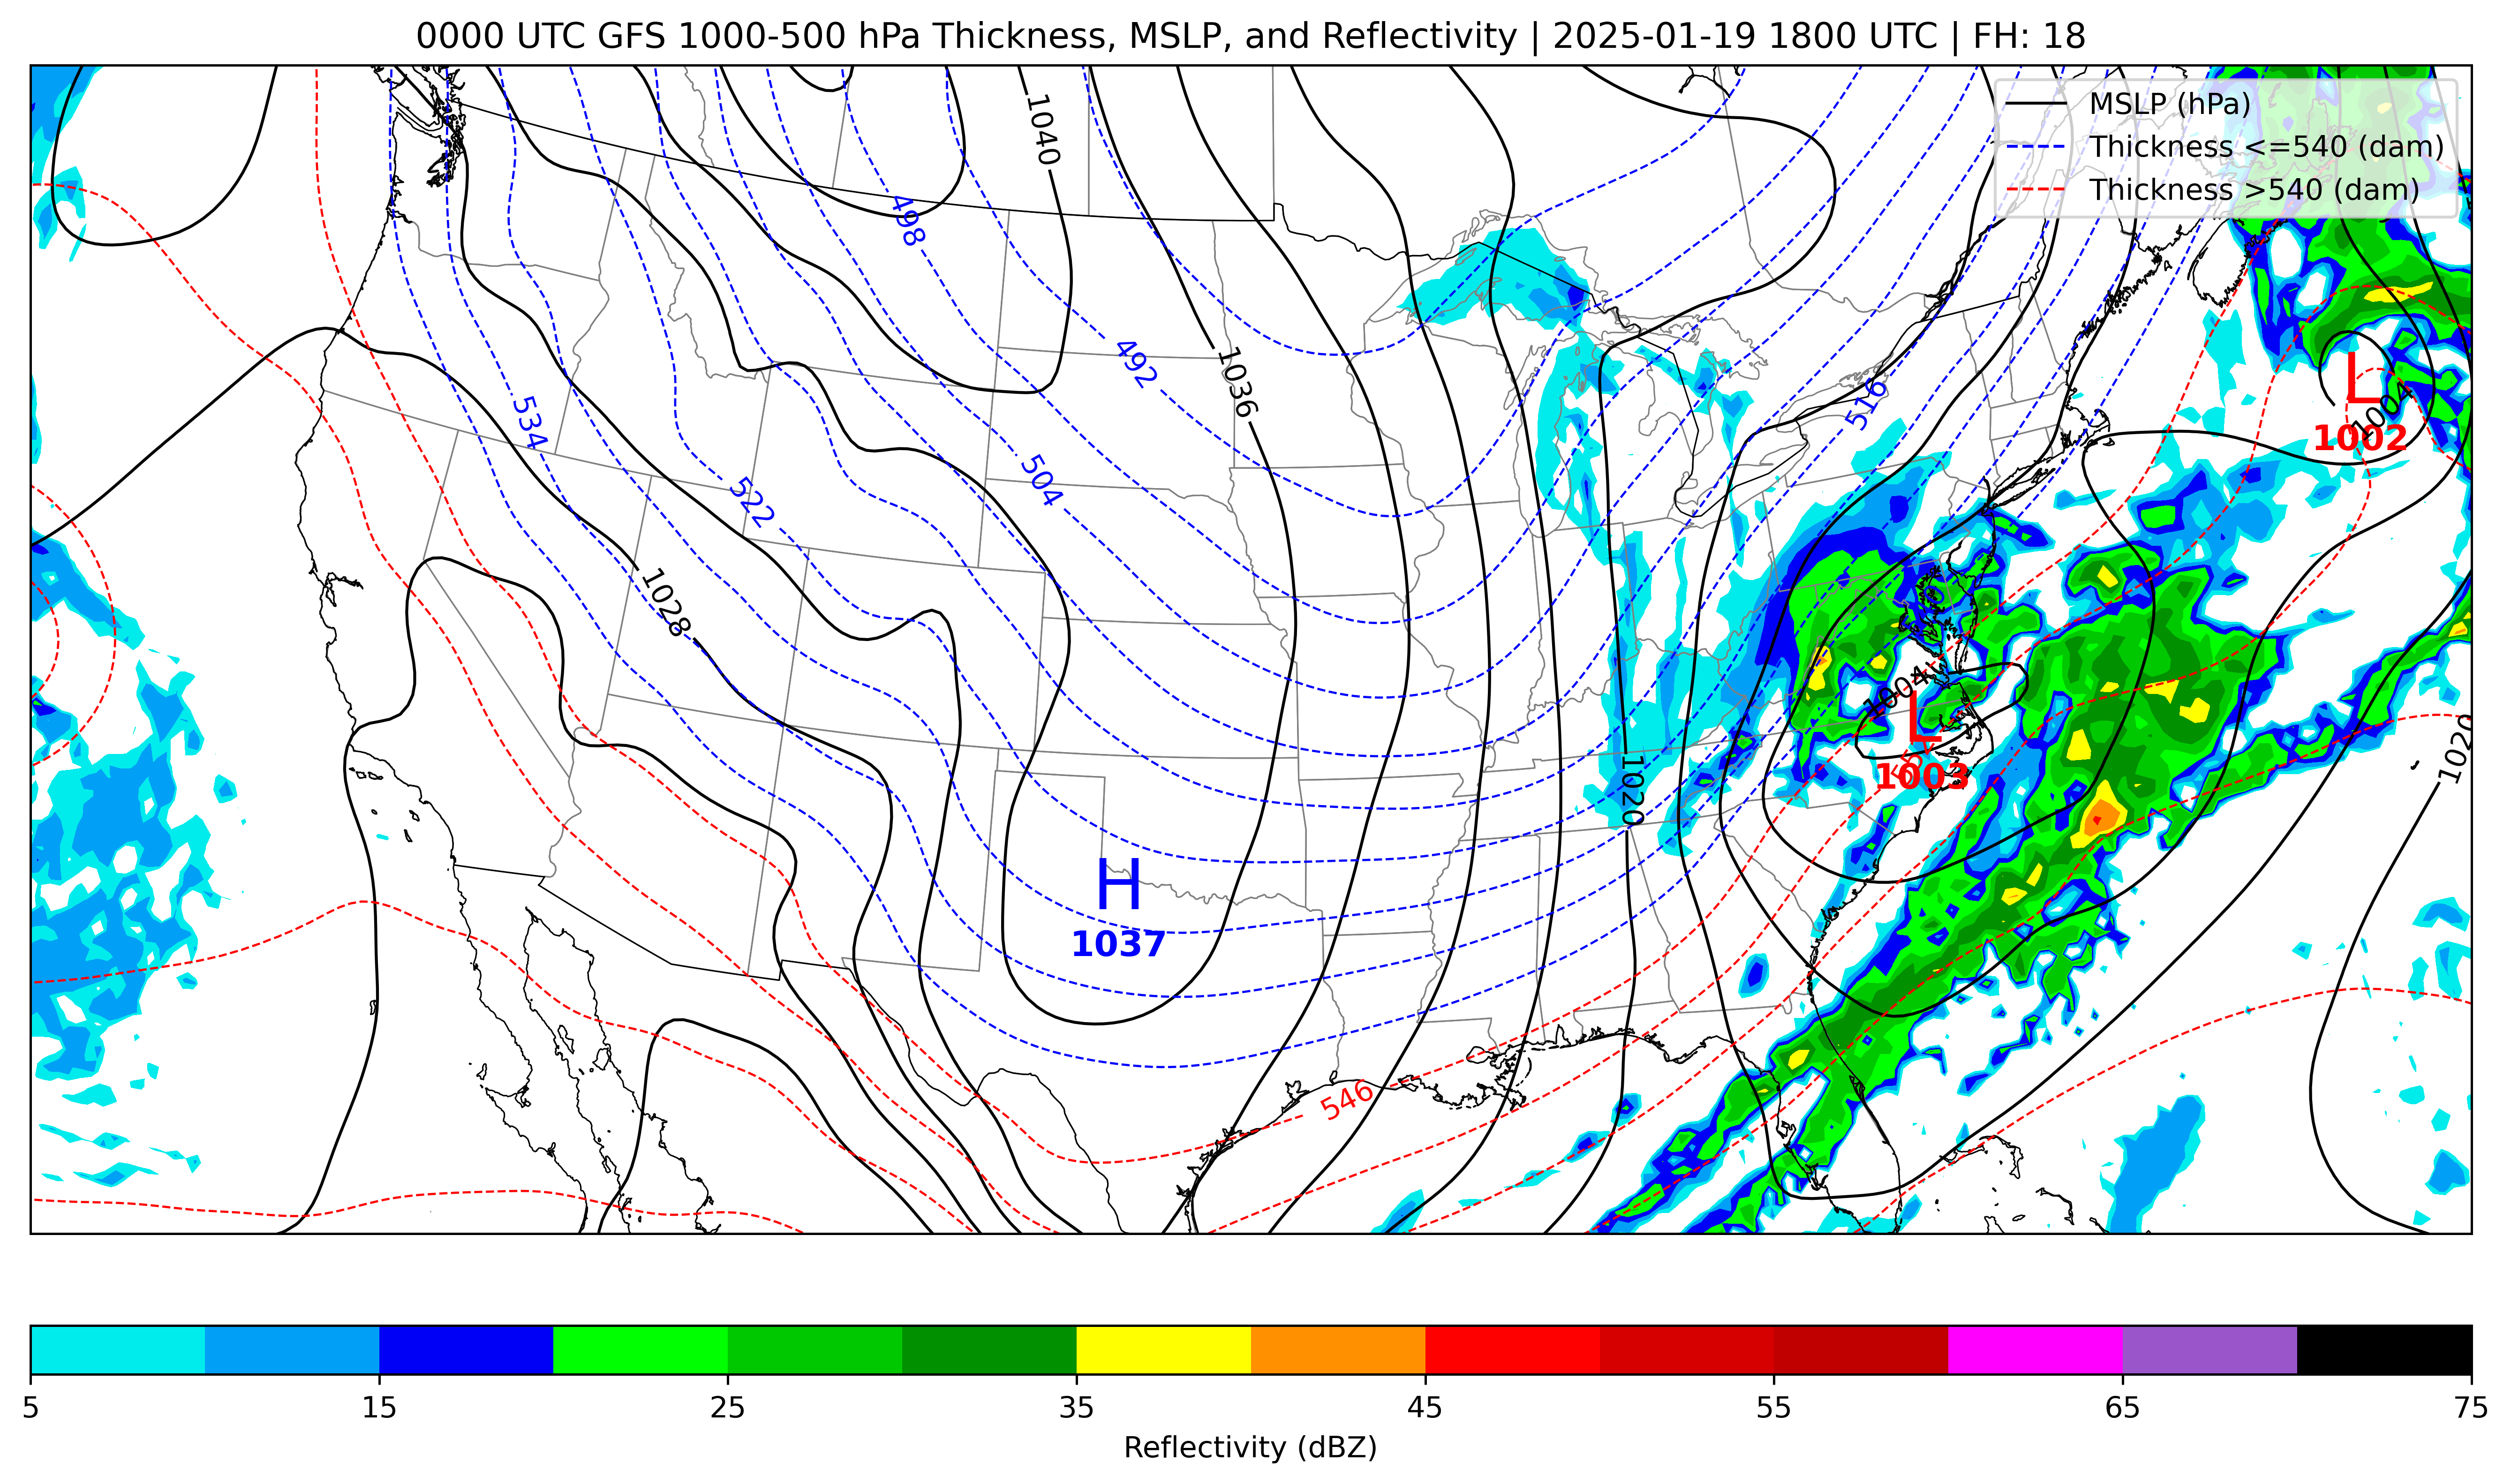 0000 UTC GFS 1000-500 hPa Thickness, MSLP, and Reflectivity | 2025-01-19 1800 UTC | FH: 18
MSLP (hPa)
Thickness <=540 (dam)
Thickness >540 (dam)
1040
498
492
1036
516
534
522
504
1004
L
1002
1028
1004
L
1003
1020
1020
H
1037
546
5 15 25 35 45 55 65 75
Reflectivity (dBZ)